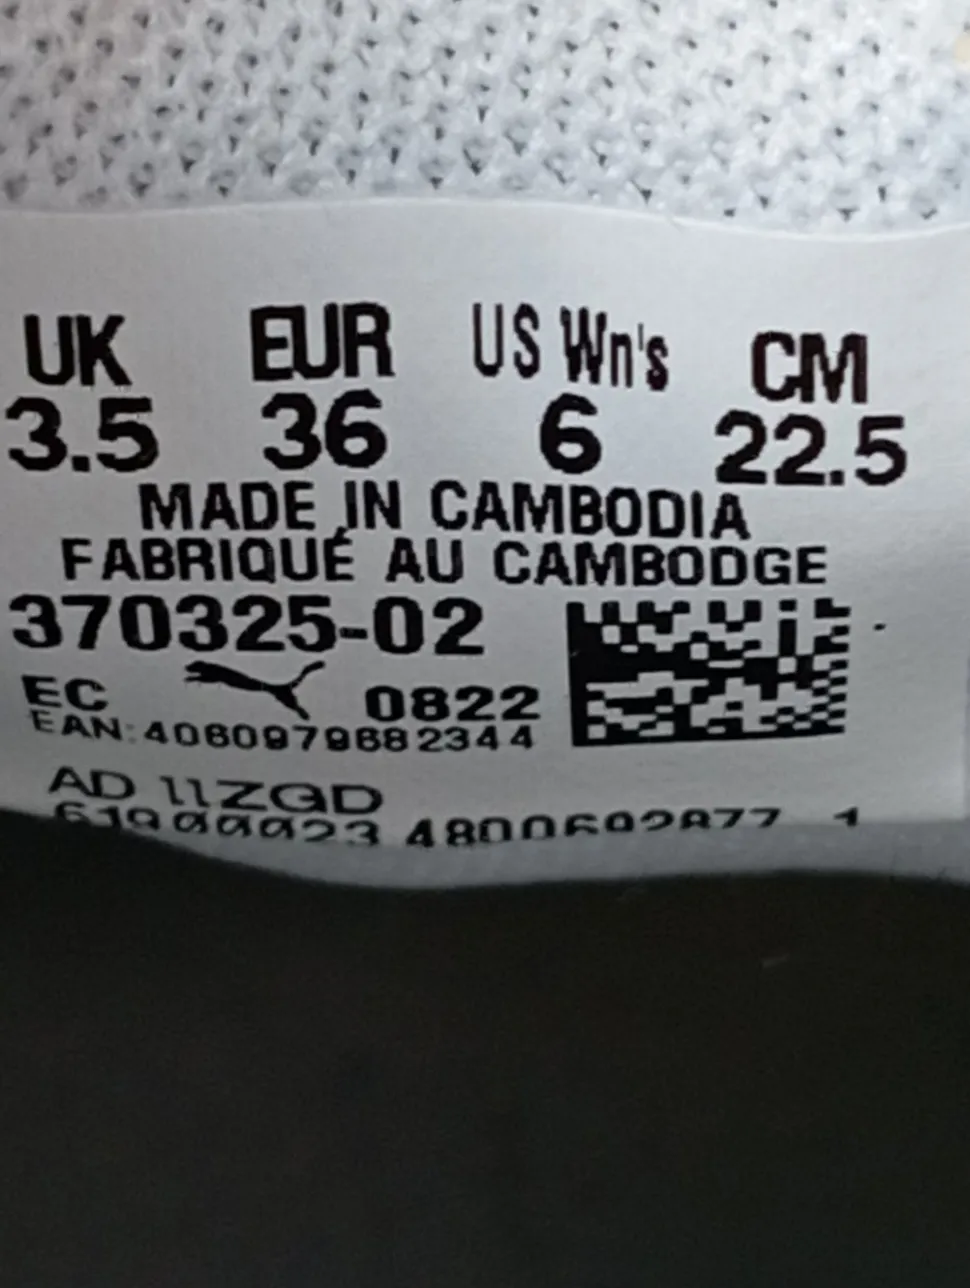 UK EUR US Wn's CM
3.5 36 6 22.5
MADE IN CAMBODIA
FABRIQUÉ AU CAMBODGE
370325-02
EC 0822
EAN:4060979682344
AD 11ZGD